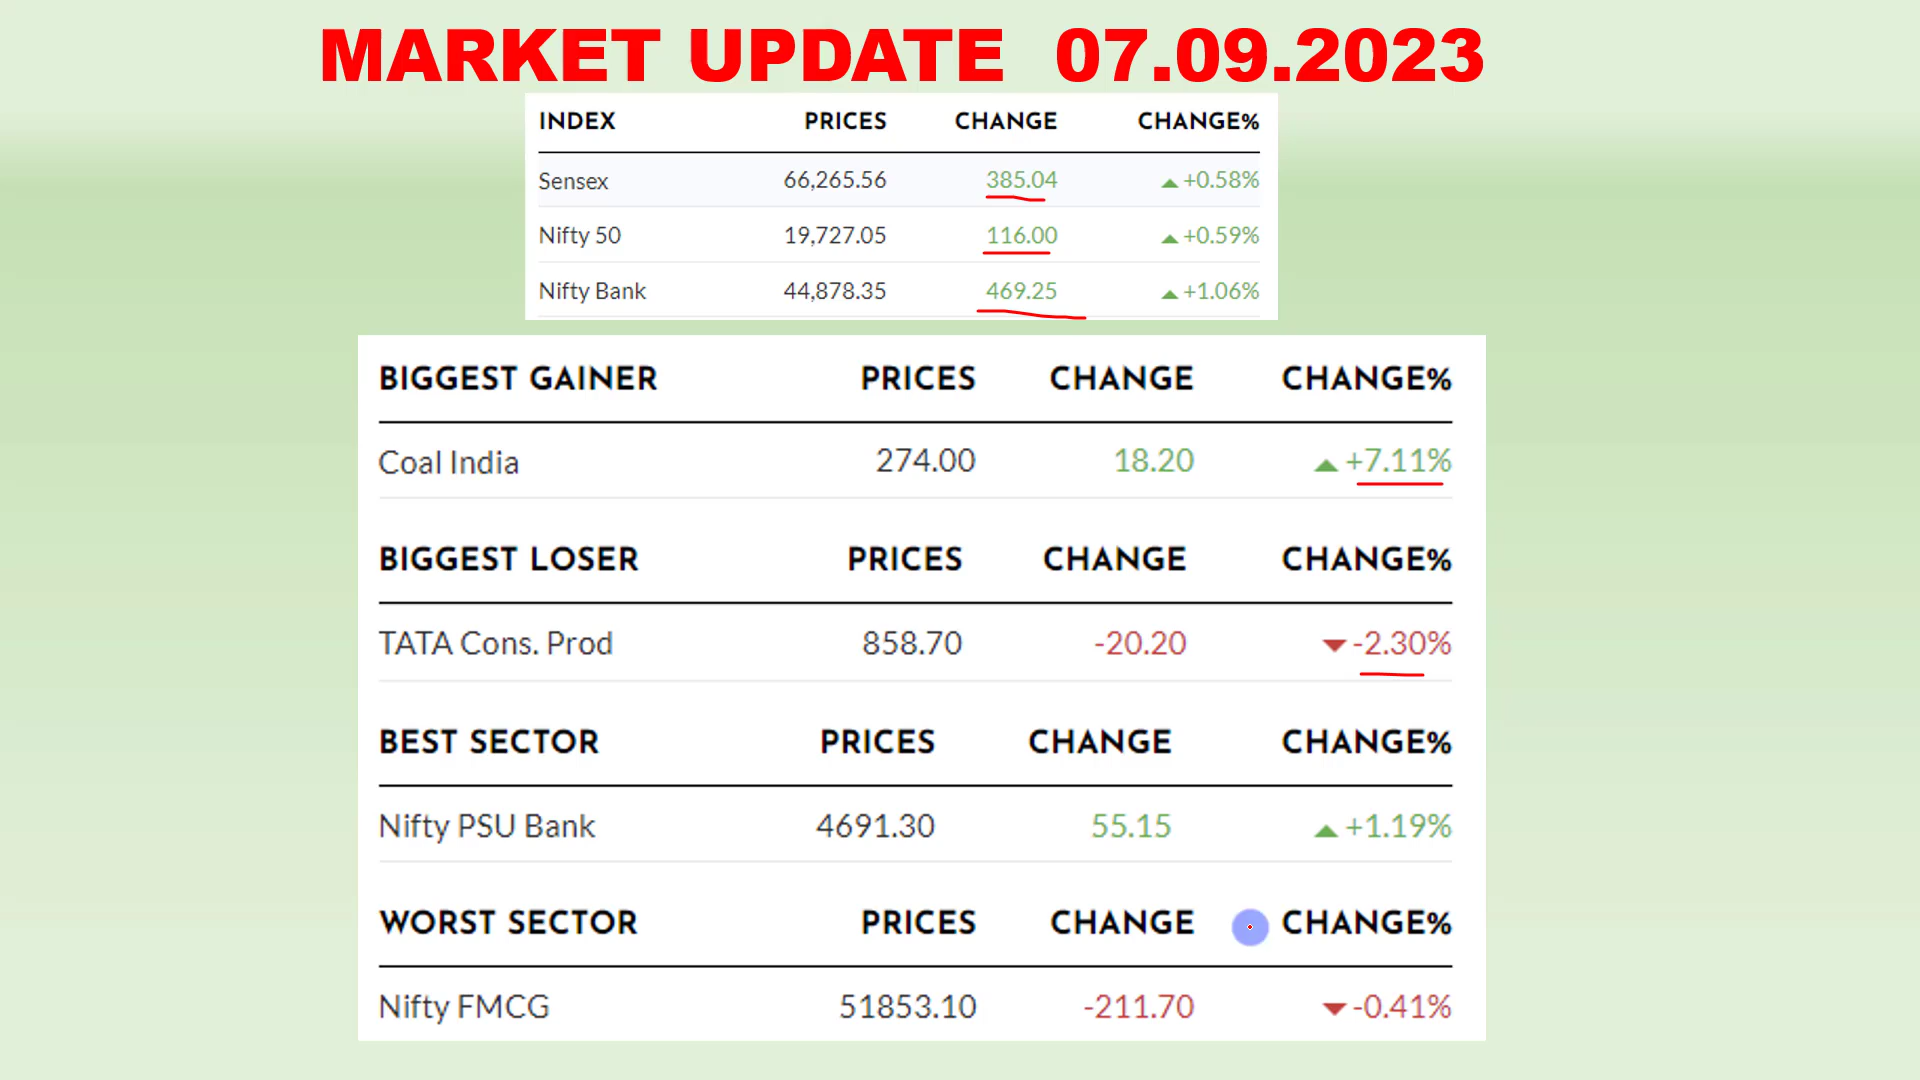 MARKET UPDATE 07.09.2023
INDEX PRICES CHANGE CHANGE%
Sensex 66,265.56 385.04 ▲+0.58%
Nifty 50 19,727.05 116.00 ▲+0.59%
Nifty Bank 44,878.35 469.25 ▲+1.06%
BIGGEST GAINER PRICES CHANGE CHANGE%
Coal India 274.00 18.20 ▲+7.11%
BIGGEST LOSER PRICES CHANGE CHANGE%
TATA Cons. Prod 858.70 -20.20 ▼-2.30%
BEST SECTOR PRICES CHANGE CHANGE%
Nifty PSU Bank 4691.30 55.15 ▲+1.19%
WORST SECTOR PRICES CHANGE CHANGE%
Nifty FMCG 51853.10 -211.70 ▼-0.41%